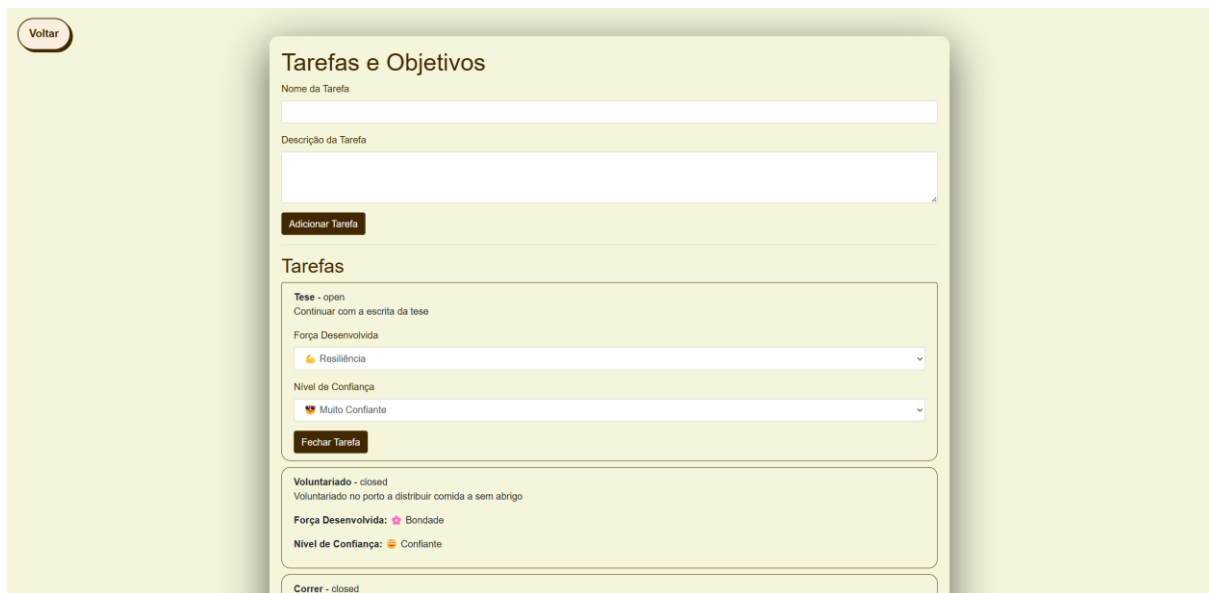 Voltar
Tarefas e Objetivos
Nome da Tarefa
Descrição da Tarefa
Adicionar Tarefa
Tarefas
Tese - open
Continuar com a escrita da tese
Força Desenvolvida
💪 Resiliência
Nível de Confiança
😎 Muito Confiante
Fechar Tarefa
Voluntariado - closed
Voluntariado no porto a distribuir comida a sem abrigo
Força Desenvolvida: 🌸 Bondade
Nível de Confiança: 😀 Confiante
Correr - closed